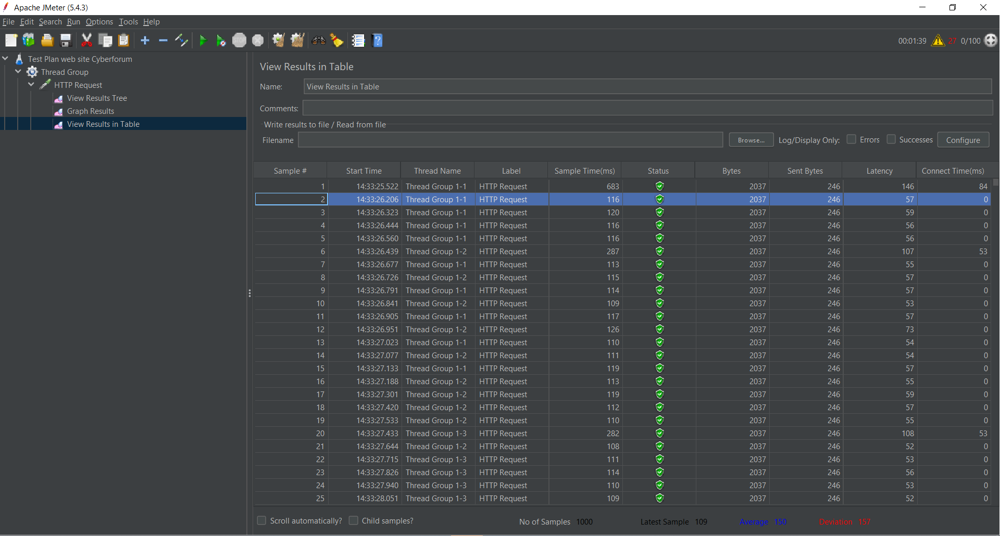 Apache JMeter (5.4.3)
File Edit Search Run Options Tools Help
STOP 00:01:39 27 0/100
Test Plan web site Cyberforum
Thread Group
HTTP Request
View Results Tree
Graph Results
View Results in Table
View Results in Table
Name: View Results in Table
Comments:
Write results to file / Read from file
Filename Browse... Log/Display Only: Errors Successes Configure
Sample # Start Time Thread Name Label Sample Time(ms) Status Bytes Sent Bytes Latency Connect Time(ms)
1 14:33:25.522 Thread Group 1-1 HTTP Request 683 2037 246 146 84
2 14:33:26.206 Thread Group 1-1 HTTP Request 116 2037 246 57 0
3 14:33:26.323 Thread Group 1-1 HTTP Request 120 2037 246 59 0
4 14:33:26.444 Thread Group 1-1 HTTP Request 116 2037 246 56 0
5 14:33:26.560 Thread Group 1-1 HTTP Request 116 2037 246 56 0
6 14:33:26.439 Thread Group 1-2 HTTP Request 287 2037 246 107 53
7 14:33:26.677 Thread Group 1-1 HTTP Request 113 2037 246 55 0
8 14:33:26.726 Thread Group 1-2 HTTP Request 115 2037 246 57 0
9 14:33:26.791 Thread Group 1-1 HTTP Request 114 2037 246 57 0
10 14:33:26.841 Thread Group 1-2 HTTP Request 109 2037 246 53 0
11 14:33:26.905 Thread Group 1-1 HTTP Request 117 2037 246 57 0
12 14:33:26.951 Thread Group 1-2 HTTP Request 126 2037 246 73 0
13 14:33:27.023 Thread Group 1-1 HTTP Request 110 2037 246 54 0
14 14:33:27.077 Thread Group 1-2 HTTP Request 111 2037 246 54 0
15 14:33:27.133 Thread Group 1-1 HTTP Request 119 2037 246 57 0
16 14:33:27.188 Thread Group 1-2 HTTP Request 113 2037 246 55 0
17 14:33:27.301 Thread Group 1-2 HTTP Request 119 2037 246 59 0
18 14:33:27.420 Thread Group 1-2 HTTP Request 112 2037 246 57 0
19 14:33:27.533 Thread Group 1-2 HTTP Request 110 2037 246 55 0
20 14:33:27.433 Thread Group 1-3 HTTP Request 282 2037 246 108 53
21 14:33:27.644 Thread Group 1-2 HTTP Request 108 2037 246 52 0
22 14:33:27.715 Thread Group 1-3 HTTP Request 111 2037 246 53 0
23 14:33:27.826 Thread Group 1-3 HTTP Request 114 2037 246 56 0
24 14:33:27.940 Thread Group 1-3 HTTP Request 110 2037 246 53 0
25 14:33:28.051 Thread Group 1-3 HTTP Request 109 2037 246 52 0
Scroll automatically? Child samples? No of Samples 1000 Latest Sample 109 Average 150 Deviation 157